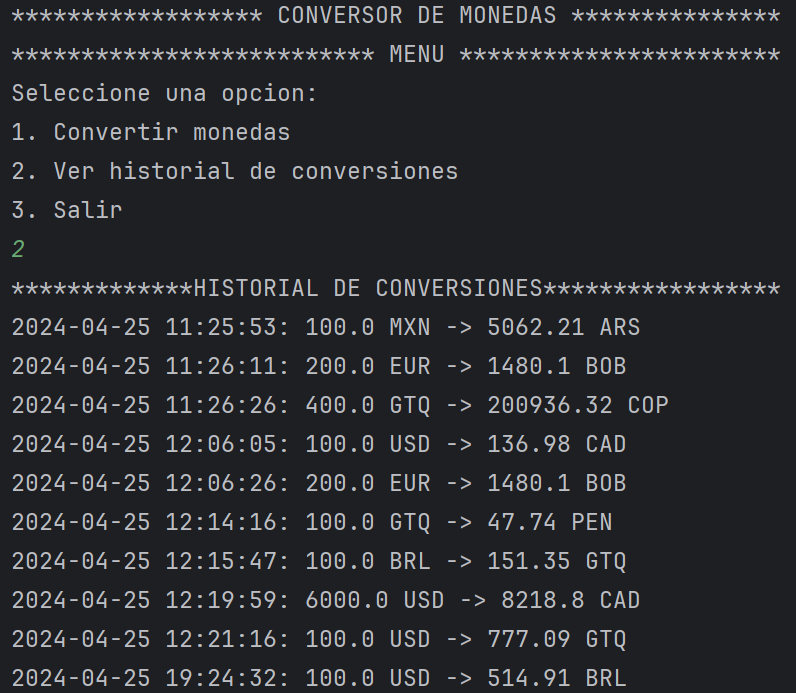 ****************** CONVERSOR DE MONEDAS ***************
************************** MENU ***********************
Seleccione una opcion:
1. Convertir monedas
2. Ver historial de conversiones
3. Salir
2
*************HISTORIAL DE CONVERSIONES*****************
2024-04-25 11:25:53: 100.0 MXN -> 5062.21 ARS
2024-04-25 11:26:11: 200.0 EUR -> 1480.1 BOB
2024-04-25 11:26:26: 400.0 GTQ -> 200936.32 COP
2024-04-25 12:06:05: 100.0 USD -> 136.98 CAD
2024-04-25 12:06:26: 200.0 EUR -> 1480.1 BOB
2024-04-25 12:14:16: 100.0 GTQ -> 47.74 PEN
2024-04-25 12:15:47: 100.0 BRL -> 151.35 GTQ
2024-04-25 12:19:59: 6000.0 USD -> 8218.8 CAD
2024-04-25 12:21:16: 100.0 USD -> 777.09 GTQ
2024-04-25 19:24:32: 100.0 USD -> 514.91 BRL